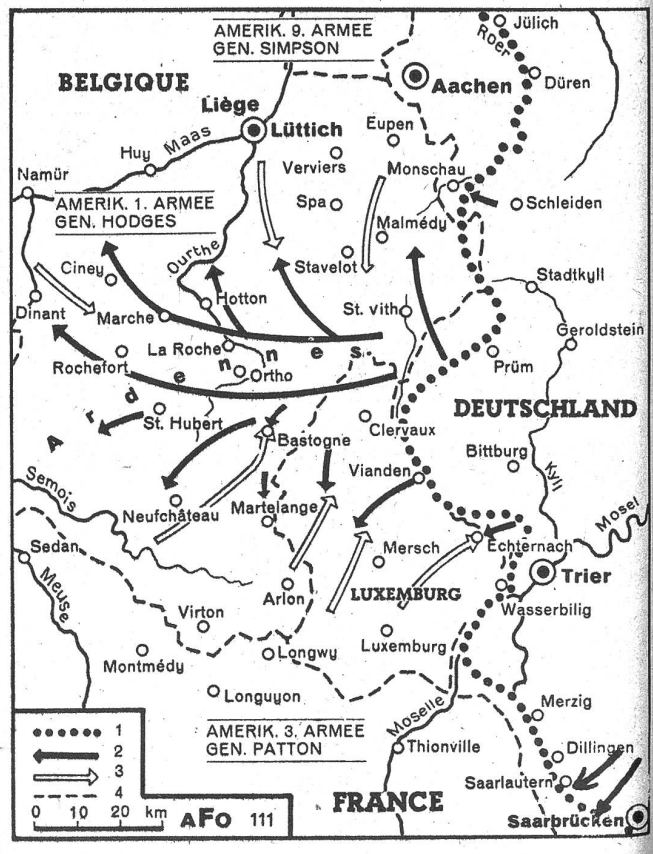 AMERIK. 9. ARMEE
GEN. SIMPSON
Jülich
Roer
BELGIQUE
Aachen
Düren
Liège
Lüttich
Eupen
Maas
Huy
Verviers
Monschau
Namür
AMERIK. 1. ARMEE
GEN. HODGES
Spa
Schleiden
Malmédy
Ourthe
Stavelot
Ciney
Stadtkyll
Hotton
Dinant
Marche
St. vith
Geroldstein
La Roche
Rochefort
Ortho
Prüm
Ardennes
St. Hubert
DEUTSCHLAND
Clervaux
Bastogne
Bittburg
Vianden
Kyll
Semois
Neufchâteau
Martelange
Mosel
Sedan
Mersch
Echternach
Trier
Meuse
Arlon
LUXEMBURG
Wasserbilig
Virton
Luxemburg
Montmédy
Longwy
Longuyon
Moselle
Merzig
AMERIK. 3. ARMEE
GEN. PATTON
Thionville
Dillingen
Saarlautern
FRANCE
Saarbrücken
1
2
3
4
0 10 20 km
AFO 111